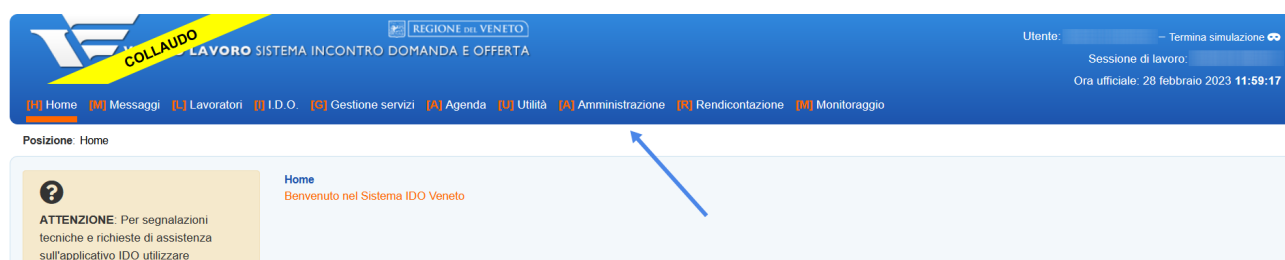 COLLAUDO
REGIONE DEL VENETO
LAVORO SISTEMA INCONTRO DOMANDA E OFFERTA
Utente: – Termina simulazione
Sessione di lavoro:
Ora ufficiale: 28 febbraio 2023 11:59:17
[H] Home [M] Messaggi [L] Lavoratori [I] I.D.O. [G] Gestione servizi [A] Agenda [U] Utilità [A] Amministrazione [R] Rendicontazione [M] Monitoraggio
Posizione: Home
Home
Benvenuto nel Sistema IDO Veneto
ATTENZIONE: Per segnalazioni
tecniche e richieste di assistenza
sull'applicativo IDO utilizzare